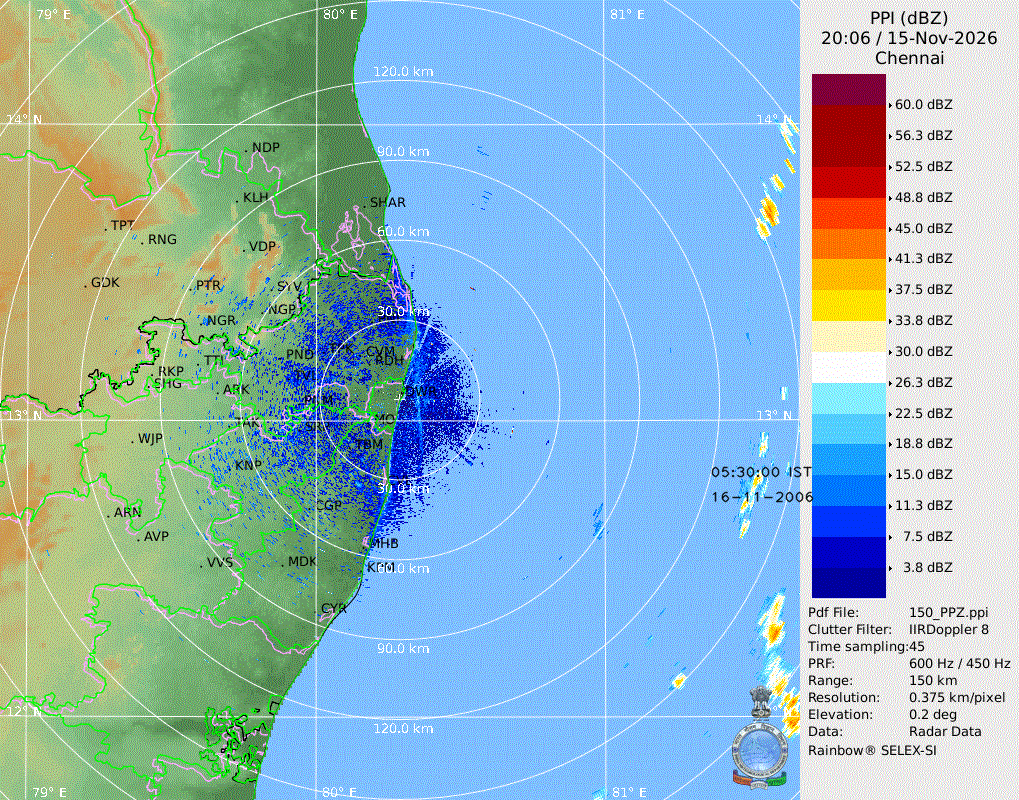 79° E
80° E
81° E
120.0 km
14° N
14° N
NDP
90.0 km
KLH
SHAR
TPT
RNG
60.0 km
VDP
GDK
PTR
SYV
NGP
30.0 km
NGR
PND
TTI
RKP
SHG
ARK
13° N
13° N
WJP
TBM
KNP
30.0 km
CGP
ARN
AVP
MHB
VVS
MDK
KPM
60.0 km
CYR
90.0 km
12° N
12° N
120.0 km
79° E
80° E
81° E
05:30:00 IST
16-11-2006
PPI (dBZ)
20:06 / 15-Nov-2026
Chennai
60.0 dBZ
56.3 dBZ
52.5 dBZ
48.8 dBZ
45.0 dBZ
41.3 dBZ
37.5 dBZ
33.8 dBZ
30.0 dBZ
26.3 dBZ
22.5 dBZ
18.8 dBZ
15.0 dBZ
11.3 dBZ
7.5 dBZ
3.8 dBZ
Pdf File: 150_PPZ.ppi
Clutter Filter: IIRDoppler 8
Time sampling:45
PRF: 600 Hz / 450 Hz
Range: 150 km
Resolution: 0.375 km/pixel
Elevation: 0.2 deg
Data: Radar Data
Rainbow® SELEX-SI